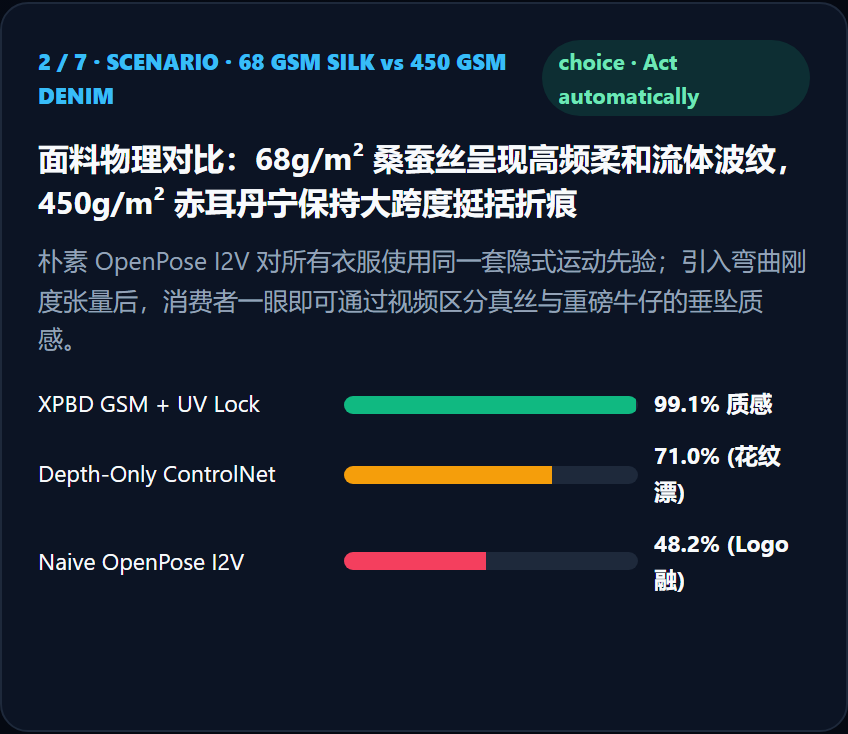 2 / 7 · SCENARIO · 68 GSM SILK vs 450 GSM
DENIM
choice · Act
automatically
面料物理对比：68g/m² 桑蚕丝呈现高频柔和流体波纹，
450g/m² 赤耳丹宁保持大跨度挺括折痕
朴素 OpenPose I2V 对所有衣服使用同一套隐式运动先验；引入弯曲刚
度张量后，消费者一眼即可通过视频区分真丝与重磅牛仔的垂坠质
感。
XPBD GSM + UV Lock
99.1% 质感
Depth-Only ControlNet
71.0% (花纹
漂)
Naive OpenPose I2V
48.2% (Logo
融)